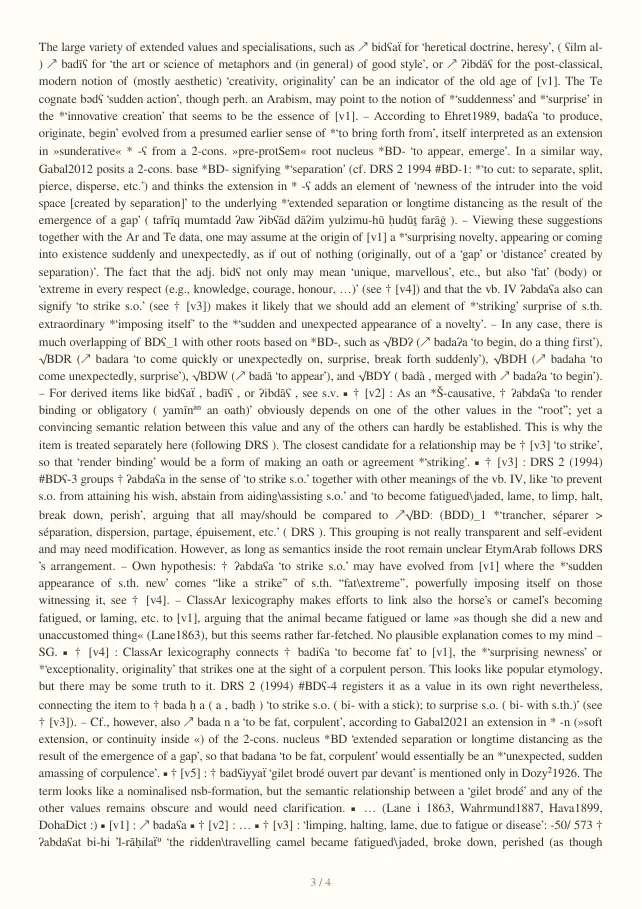 The large variety of extended values and specialisations, such as ↗ bidʕaẗ for ‘heretical doctrine, heresy’, ( ʕilm al-
) ↗ badīʕ for ‘the art or science of metaphors and (in general) of good style’, or ↗ ʔibdāʕ for the post-classical,
modern notion of (mostly aesthetic) ‘creativity, originality’ can be an indicator of the old age of [v1]. The Te
cognate bədʕ ‘sudden action’, though perh. an Arabism, may point to the notion of *‘suddenness’ and *‘surprise’ in
the *‘innovative creation’ that seems to be the essence of [v1]. – According to Ehret1989, badaʕa ‘to produce,
originate, begin’ evolved from a presumed earlier sense of *‘to bring forth from’, itself interpreted as an extension
in »sunderative« * -ʕ from a 2-cons. »pre-protSem« root nucleus *BD- ‘to appear, emerge’. In a similar way,
Gabal2012 posits a 2-cons. base *BD- signifying *‘separation’ (cf. DRS 2 1994 #BD-1: *‘to cut: to separate, split,
pierce, disperse, etc.’) and thinks the extension in * -ʕ adds an element of ‘newness of the intruder into the void
space [created by separation]’ to the underlying *‘extended separation or longtime distancing as the result of the
emergence of a gap’ ( tafrīq mumtadd ʔaw ʔibʕād dāʔim yulzimu-hū ḥudūṯ farāġ ). – Viewing these suggestions
together with the Ar and Te data, one may assume at the origin of [v1] a *‘surprising novelty, appearing or coming
into existence suddenly and unexpectedly, as if out of nothing (originally, out of a ‘gap’ or ‘distance’ created by
separation)’. The fact that the adj. bidʕ not only may mean ‘unique, marvellous’, etc., but also ‘fat’ (body) or
‘extreme in every respect (e.g., knowledge, courage, honour, …)’ (see † [v4]) and that the vb. IV ʔabdaʕa also can
signify ‘to strike s.o.’ (see † [v3]) makes it likely that we should add an element of *‘striking’ surprise of s.th.
extraordinary *‘imposing itself’ to the *‘sudden and unexpected appearance of a novelty’. – In any case, there is
much overlapping of BDʕ_1 with other roots based on *BD-, such as √BDʔ (↗ badaʔa ‘to begin, do a thing first’),
√BDR (↗ badara ‘to come quickly or unexpectedly on, surprise, break forth suddenly’), √BDH (↗ badaha ‘to
come unexpectedly, surprise’), √BDW (↗ badā ‘to appear’), and √BDY ( badà , merged with ↗ badaʔa ‘to begin’).
– For derived items like bidʕaẗ , badīʕ , or ʔibdāʕ , see s.v. ▪ † [v2] : As an *Š-causative, † ʔabdaʕa ‘to render
binding or obligatory ( yamīnᵃⁿ an oath)’ obviously depends on one of the other values in the “root”; yet a
convincing semantic relation between this value and any of the others can hardly be established. This is why the
item is treated separately here (following DRS ). The closest candidate for a relationship may be † [v3] ‘to strike’,
so that ‘render binding’ would be a form of making an oath or agreement *‘striking’. ▪ † [v3] : DRS 2 (1994)
#BDʕ-3 groups † ʔabdaʕa in the sense of ‘to strike s.o.’ together with other meanings of the vb. IV, like ‘to prevent
s.o. from attaining his wish, abstain from aiding\assisting s.o.’ and ‘to become fatigued\jaded, lame, to limp, halt,
break down, perish’, arguing that all may/should be compared to ↗√BD: (BDD)_1 *‘trancher, séparer >
séparation, dispersion, partage, épuisement, etc.’ ( DRS ). This grouping is not really transparent and self-evident
and may need modification. However, as long as semantics inside the root remain unclear EtymArab follows DRS
’s arrangement. – Own hypothesis: † ʔabdaʕa ‘to strike s.o.’ may have evolved from [v1] where the *‘sudden
appearance of s.th. new’ comes “like a strike” of s.th. “fat\extreme”, powerfully imposing itself on those
witnessing it, see † [v4]. – ClassAr lexicography makes efforts to link also the horse’s or camel’s becoming
fatigued, or laming, etc. to [v1], arguing that the animal became fatigued or lame »as though she did a new and
unaccustomed thing« (Lane1863), but this seems rather far-fetched. No plausible explanation comes to my mind –
SG. ▪ † [v4] : ClassAr lexicography connects † badiʕa ‘to become fat’ to [v1], the *‘surprising newness’ or
*‘exceptionality, originality’ that strikes one at the sight of a corpulent person. This looks like popular etymology,
but there may be some truth to it. DRS 2 (1994) #BDʕ-4 registers it as a value in its own right nevertheless,
connecting the item to † bada ḥ a ( a , badḥ ) ‘to strike s.o. ( bi- with a stick); to surprise s.o. ( bi- with s.th.)’ (see
† [v3]). – Cf., however, also ↗ bada n a ‘to be fat, corpulent’, according to Gabal2021 an extension in * -n (»soft
extension, or continuity inside «) of the 2-cons. nucleus *BD ‘extended separation or longtime distancing as the
result of the emergence of a gap’, so that badana ‘to be fat, corpulent’ would essentially be an *‘unexpected, sudden
amassing of corpulence’. ▪ † [v5] : † badʕiyyaẗ ‘gilet brodé ouvert par devant’ is mentioned only in Dozy²1926. The
term looks like a nominalised nsb-formation, but the semantic relationship between a ‘gilet brodé’ and any of the
other values remains obscure and would need clarification. ▪ … (Lane i 1863, Wahrmund1887, Hava1899,
DohaDict :) ▪ [v1] : ↗ badaʕa ▪ † [v2] : … ▪ † [v3] : ‘limping, halting, lame, due to fatigue or disease’: -50/ 573 †
ʔabdaʕat bi-hi ’l-rāḥilaẗᵘ ‘the ridden\travelling camel became fatigued\jaded, broke down, perished (as though
3 / 4